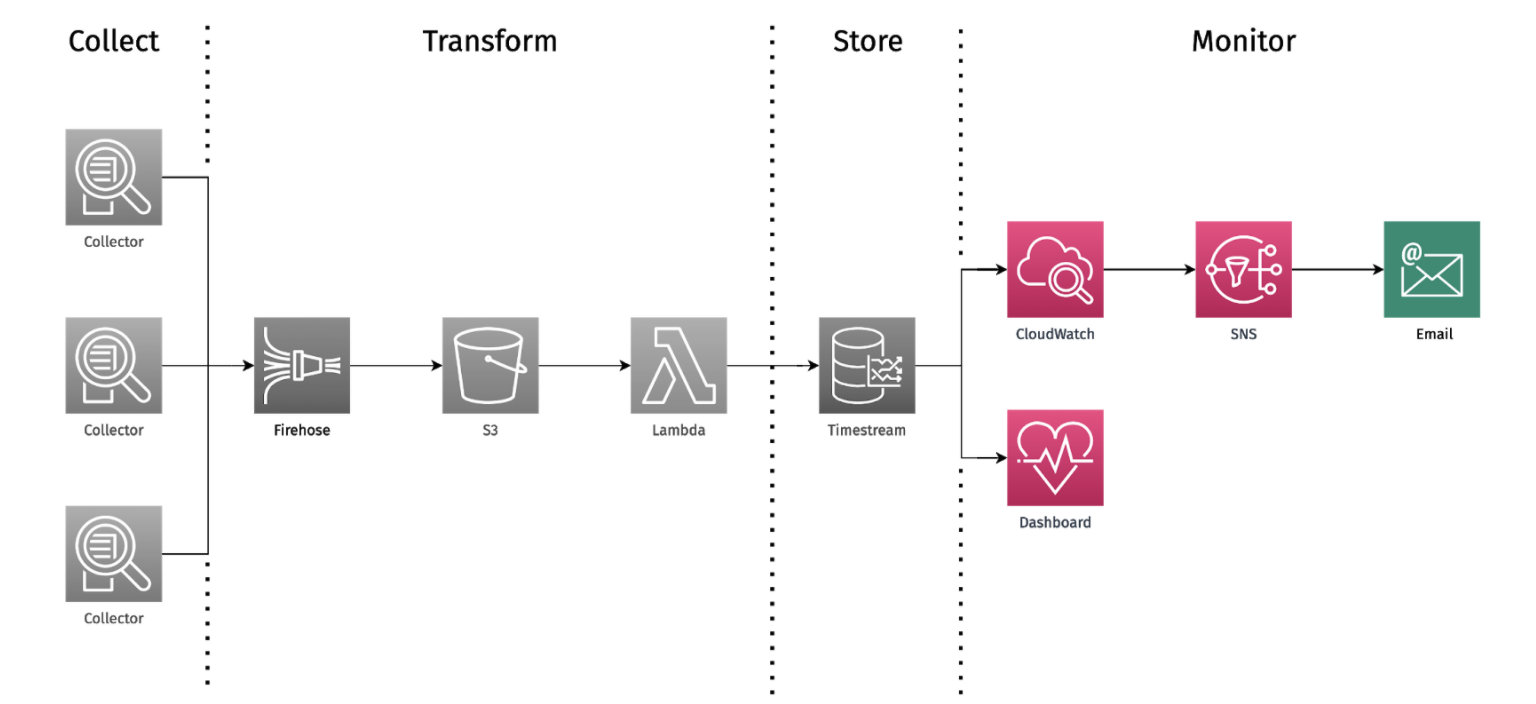 Collect
Transform
Store
Monitor
Collector
Collector
Collector
Firehose
S3
Lambda
Timestream
CloudWatch
SNS
@
Email
Dashboard